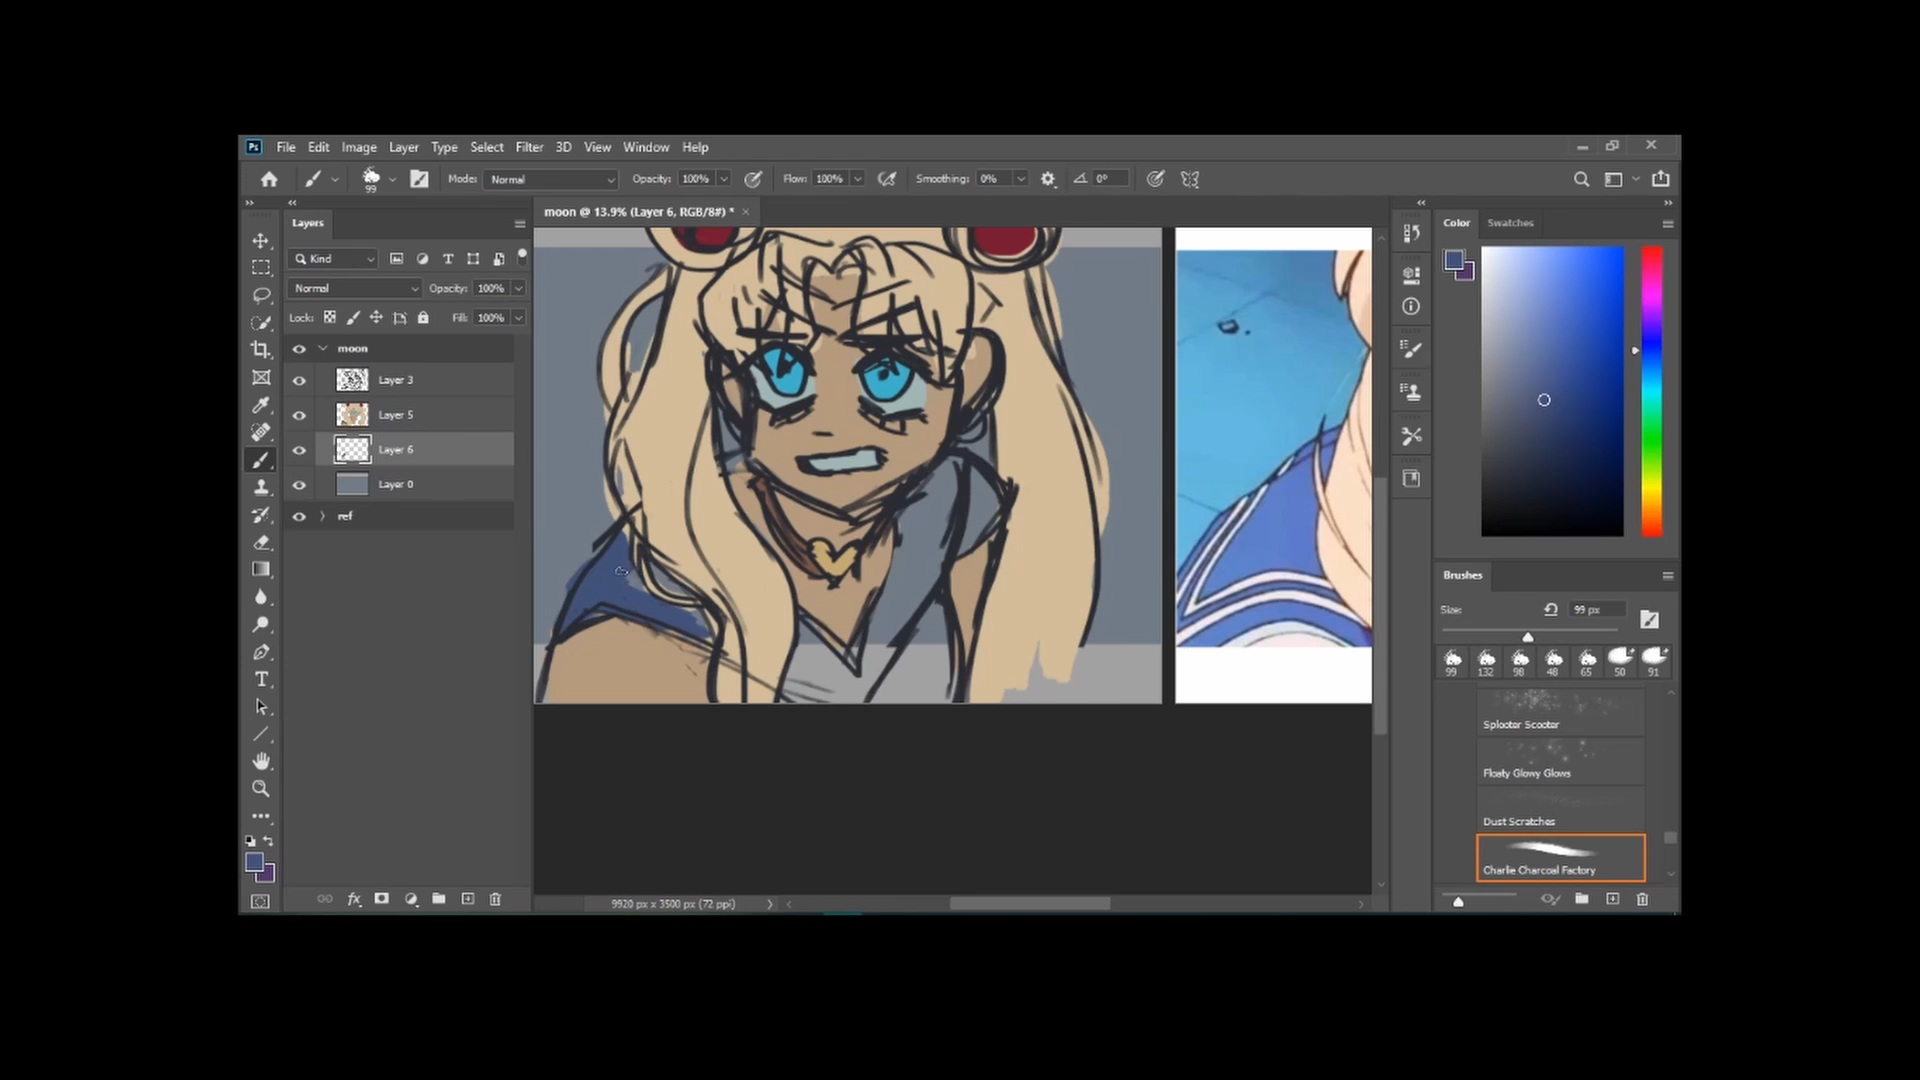 Ps File Edit Image Layer Type Select Filter 3D View Window Help
99 Mode: Normal Opacity: 100% Flow: 100% Smoothing: 0% 0°
Layers
moon @ 13.9% (Layer 6, RGB/8#) *
Color Swatches
Kind
Normal Opacity: 100%
Lock: Fill: 100%
moon
Layer 3
Layer 5
Layer 6
Layer 0
ref
Brushes
Size: 99 px
99 132 98 48 65 50 91
Splooter Scooter
Floaty Glowy Glows
Dust Scratches
Charlie Charcoal Factory
9920 px x 3500 px (72 ppi)